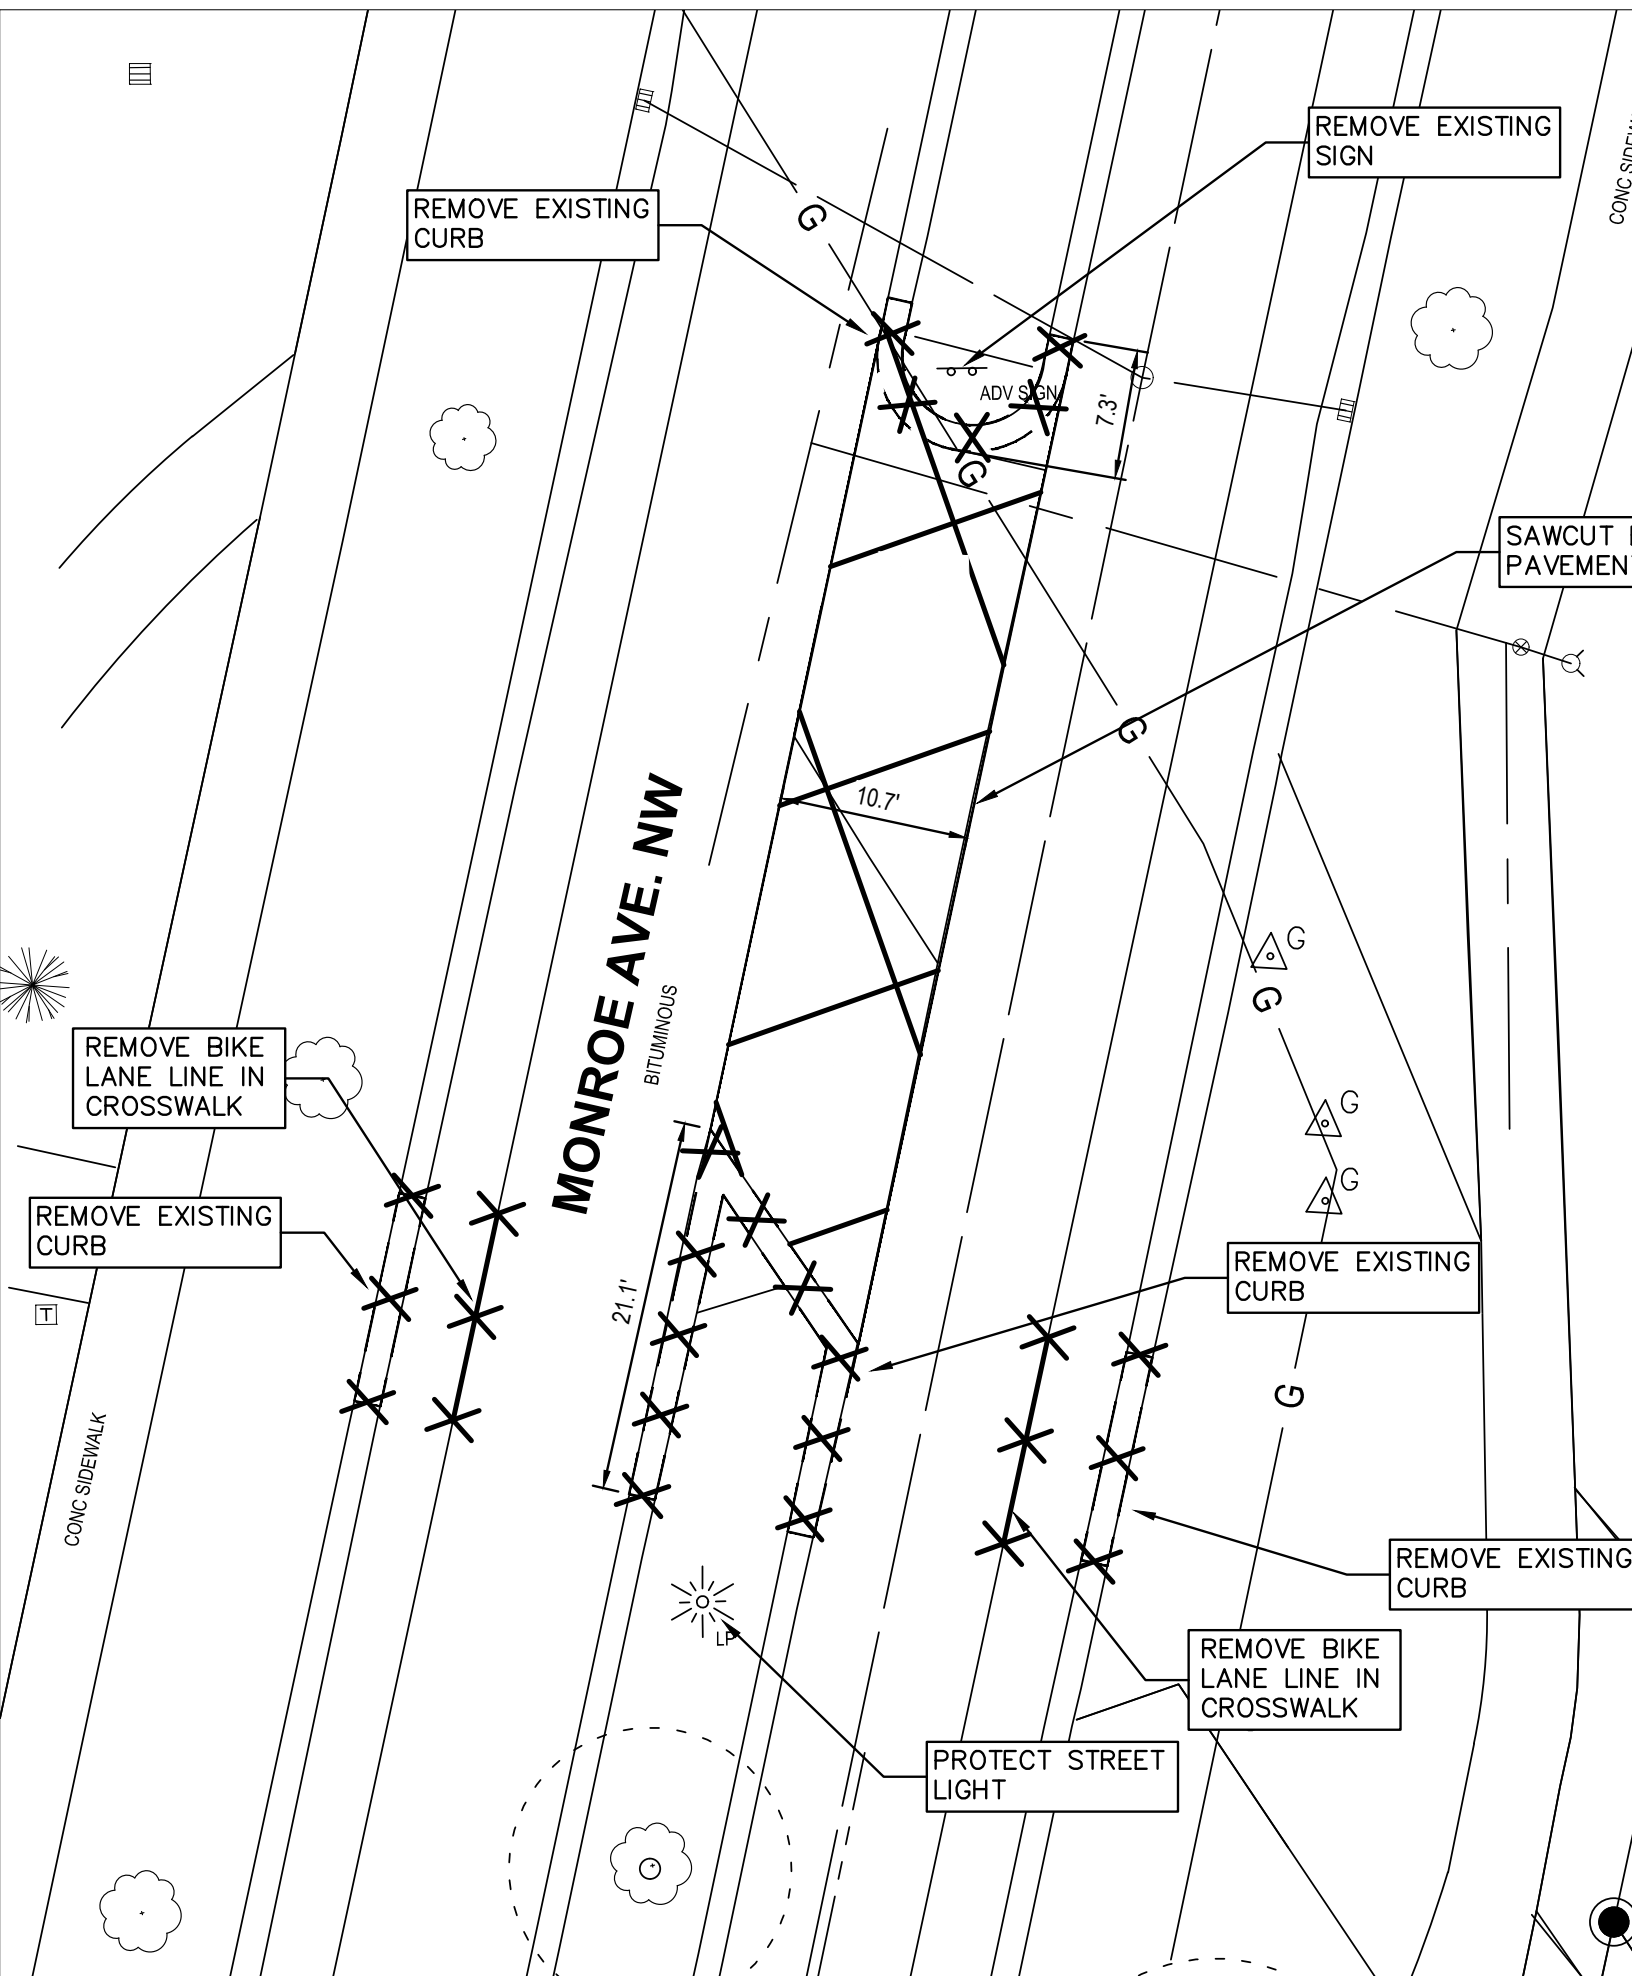 REMOVE EXISTING
SIGN
CONC
REMOVE EXISTING
CURB
G
ADV SIGN
7.3'
G
SAWCUT
PAVEMEN
G
10.7'
MONROE AVE. NW
BITUMINOUS
G
G
REMOVE BIKE
LANE LINE IN
CROSSWALK
G
G
REMOVE EXISTING
CURB
T
21.1'
REMOVE EXISTING
CURB
G
CONC SIDEWALK
REMOVE EXISTING
CURB
LP
REMOVE BIKE
LANE LINE IN
CROSSWALK
PROTECT STREET
LIGHT